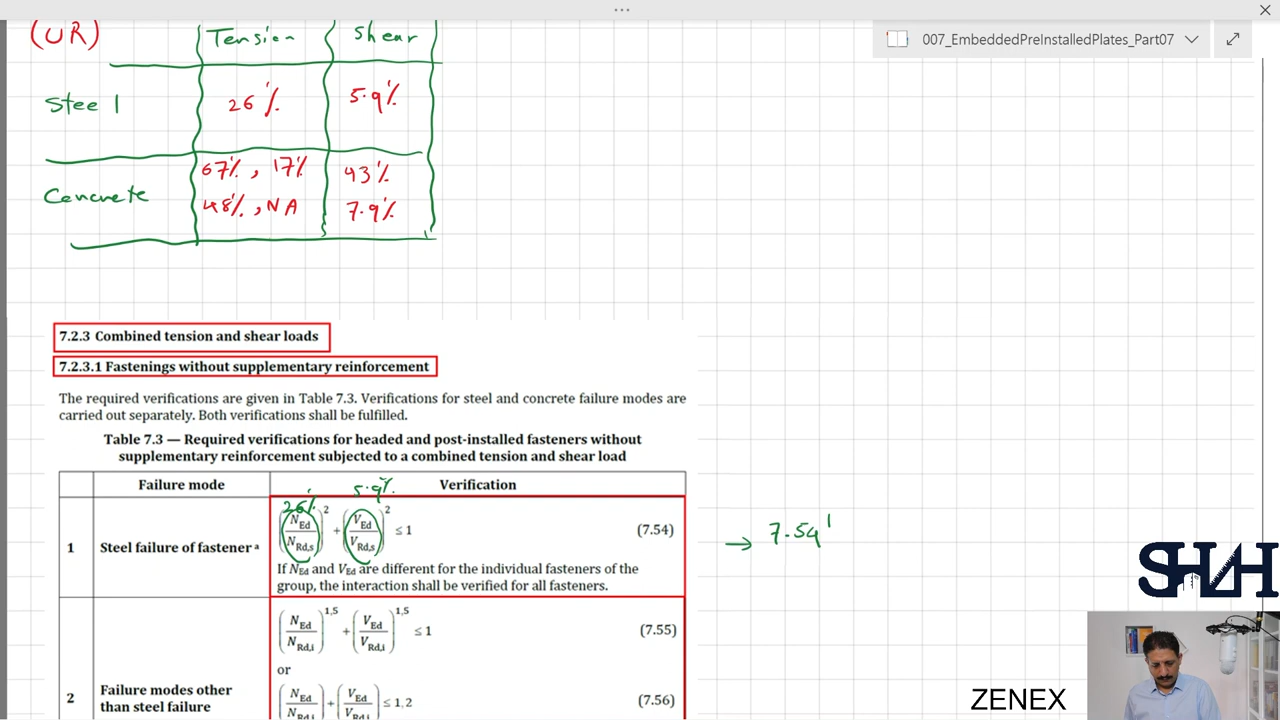 007_EmbeddedPreInstalledPlates_Part07
(UR)
Tension
Shear
Steel
26%
5.9%
Concrete
67%, 17%
43%
48%, NA
7.9%
7.2.3 Combined tension and shear loads
7.2.3.1 Fastenings without supplementary reinforcement
The required verifications are given in Table 7.3. Verifications for steel and concrete failure modes are
carried out separately. Both verifications shall be fulfilled.
Table 7.3 — Required verifications for headed and post-installed fasteners without
supplementary reinforcement subjected to a combined tension and shear load
Failure mode
Verification
26%
5.9%
1
Steel failure of fastener a
(N_Ed / N_Rd,s)² + (V_Ed / V_Rd,s)² ≤ 1
(7.54)
If N_Ed and V_Ed are different for the individual fasteners of the
group, the interaction shall be verified for all fasteners.
→ 7.54
2
Failure modes other
than steel failure
(N_Ed / N_Rd,i)^1,5 + (V_Ed / V_Rd,i)^1,5 ≤ 1
(7.55)
or
(N_Ed / N_Rd,i) + (V_Ed / V_Rd,i) ≤ 1,2
(7.56)
SHZH
ZENEX